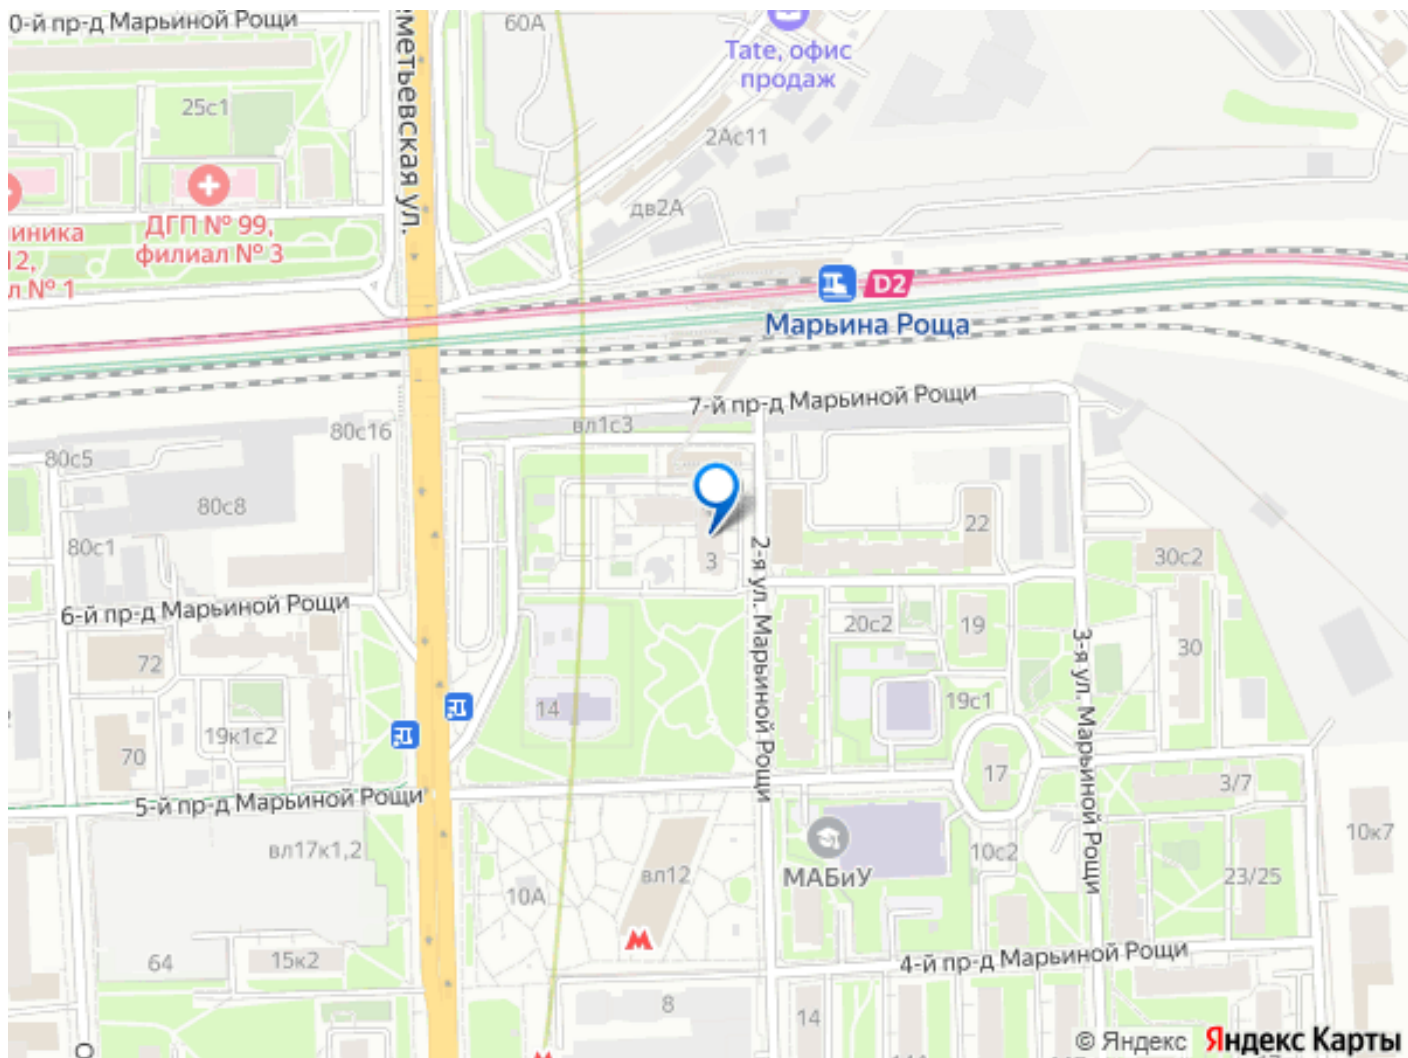 0-й пр-д Марьиной Рощи
60А
Tate, офис
продаж
25с1
еметьевская ул.
2Ас11
дв2А
ДГП № 99,
филиал № 3
иника
12,
л № 1
D2
Марьина Роща
7-й пр-д Марьиной Рощи
вл1с3
80с16
80с5
80с8
80с1
22
30с2
3
2-я ул. Марьиной Рощи
6-й пр-д Марьиной Рощи
20с2
19
3-я ул. Марьиной Рощи
30
72
19с1
14
19к1с2
70
17
3/7
5-й пр-д Марьиной Рощи
10к7
вл17к1,2
10с2
МАБиУ
вл12
10А
23/25
4-й пр-д Марьиной Рощи
64
15к2
8
14
© Яндекс Яндекс Карты